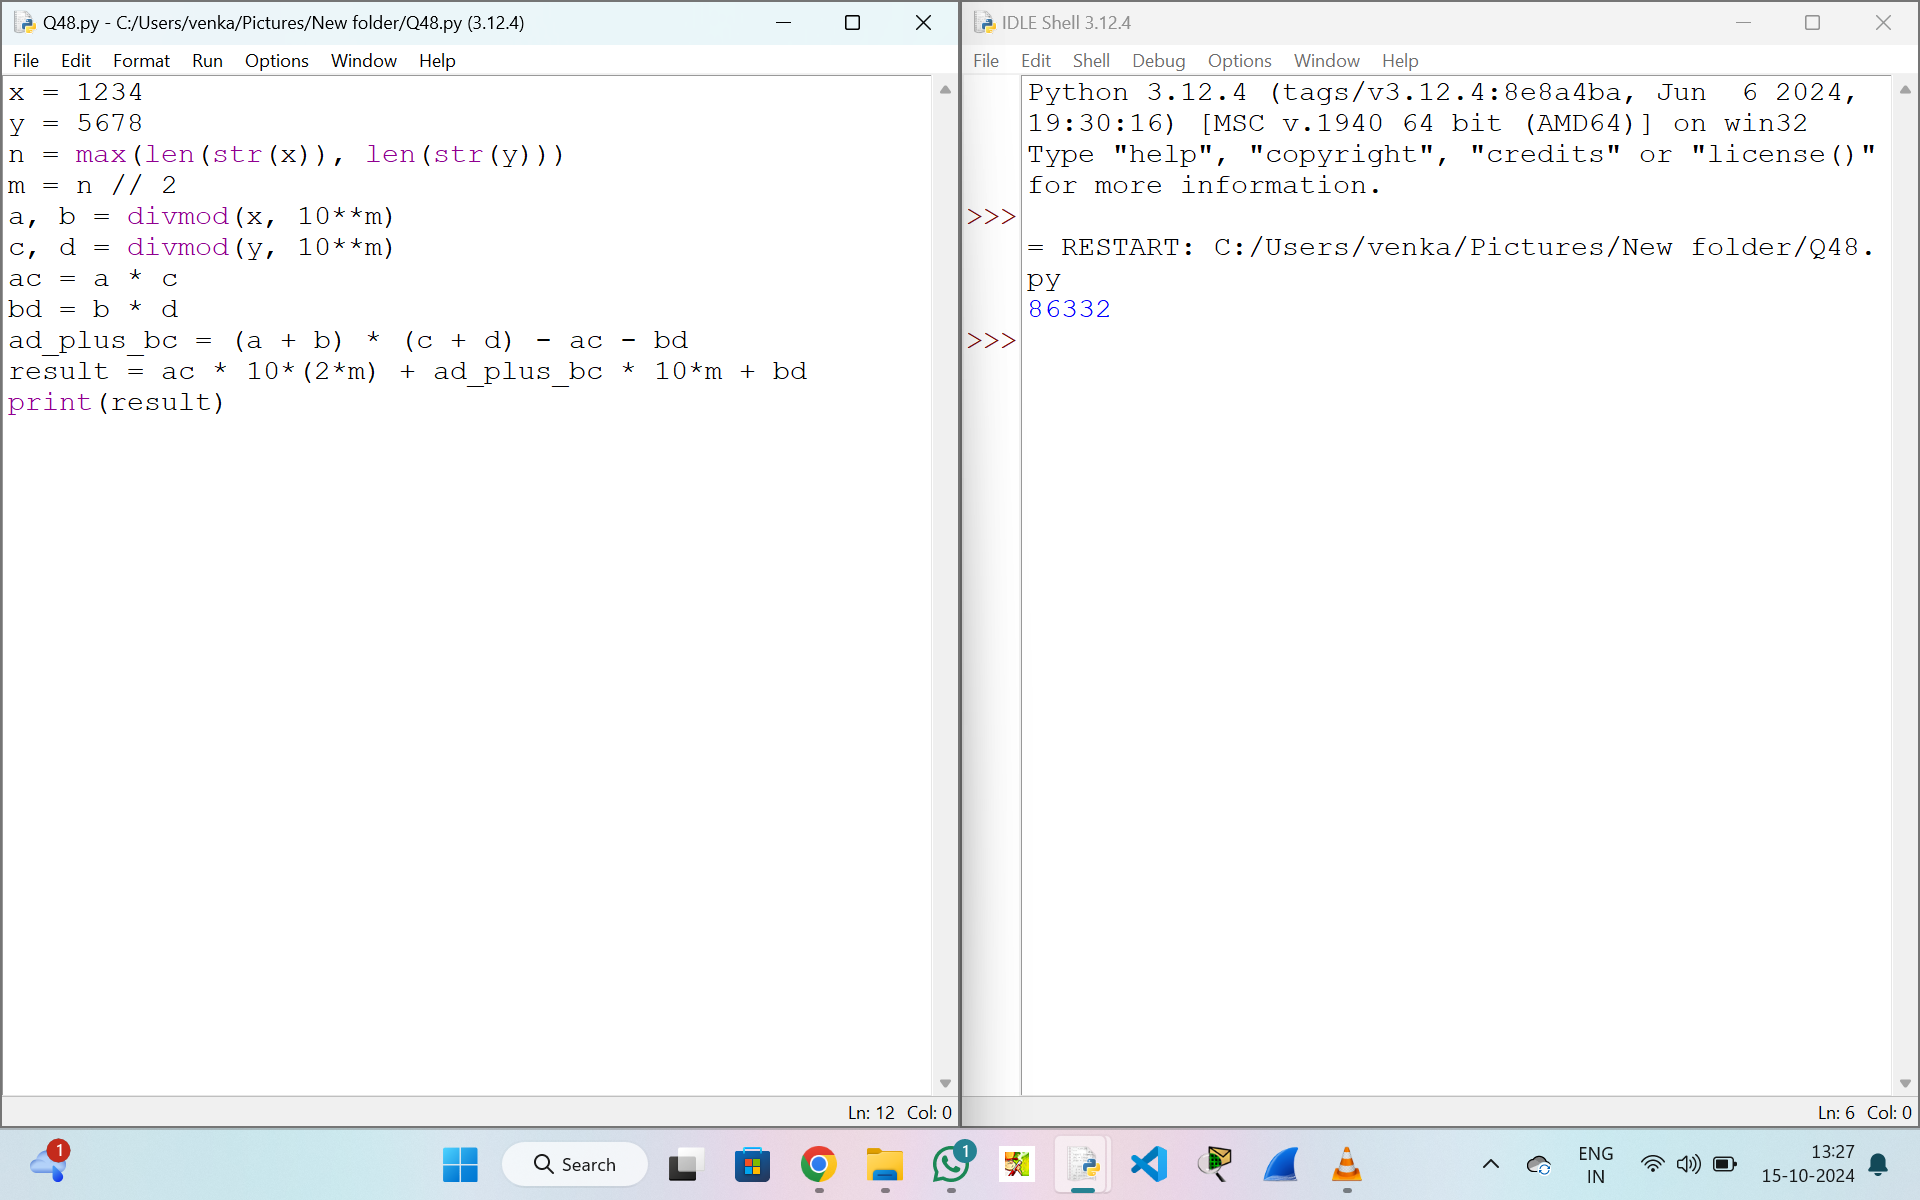 Q48.py - C:/Users/venka/Pictures/New folder/Q48.py (3.12.4)
File Edit Format Run Options Window Help
x = 1234
y = 5678
n = max(len(str(x)), len(str(y)))
m = n // 2
a, b = divmod(x, 10**m)
c, d = divmod(y, 10**m)
ac = a * c
bd = b * d
ad_plus_bc = (a + b) * (c + d) - ac - bd
result = ac * 10*(2*m) + ad_plus_bc * 10*m + bd
print(result)
Ln: 12 Col: 0
IDLE Shell 3.12.4
File Edit Shell Debug Options Window Help
Python 3.12.4 (tags/v3.12.4:8e8a4ba, Jun  6 2024,
19:30:16) [MSC v.1940 64 bit (AMD64)] on win32
Type "help", "copyright", "credits" or "license()"
for more information.
>>>
= RESTART: C:/Users/venka/Pictures/New folder/Q48.
py
86332
>>>
Ln: 6 Col: 0
1
Search
1
ENG
IN
13:27
15-10-2024